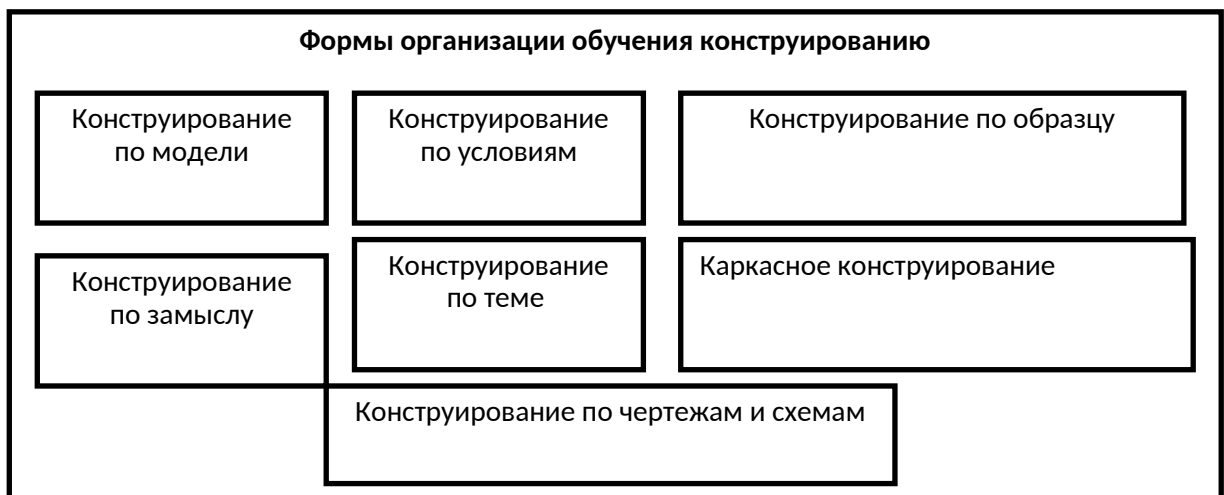 Формы организации обучения конструированию
Конструирование
по модели
Конструирование
по условиям
Конструирование по образцу
Конструирование
по замыслу
Конструирование
по теме
Каркасное конструирование
Конструирование по чертежам и схемам